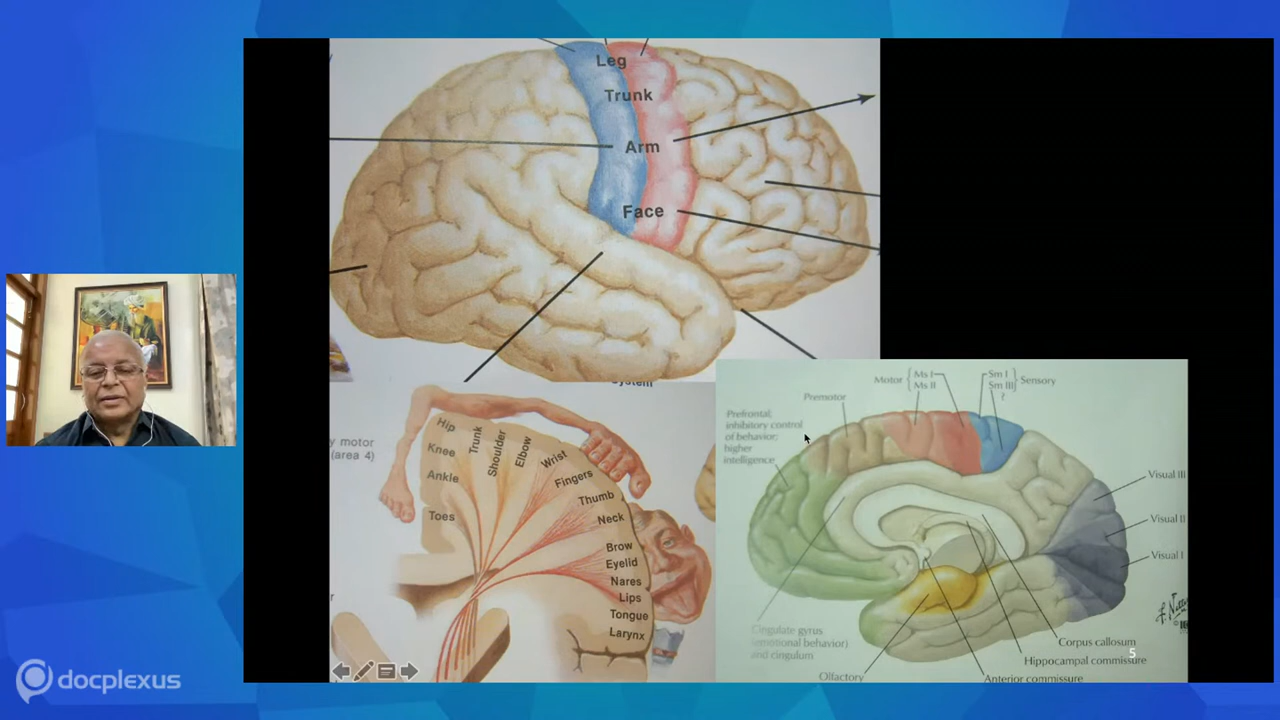 Leg
Trunk
Arm
Face
System
y motor
(area 4)
Hip
Knee
Ankle
Toes
Trunk
Shoulder
Elbow
Wrist
Fingers
Thumb
Neck
Brow
Eyelid
Nares
Lips
Tongue
Larynx
Motor { Ms I
Ms II
Sm I
Sm III } Sensory
?
Premotor
Prefrontal;
inhibitory control
of behavior;
higher
intelligence
Visual III
Visual II
Visual I
Cingulate gyrus
(emotional behavior)
and cingulum
Corpus callosum
Hippocampal commissure
Anterior commissure
Olfactory
5
docplexus